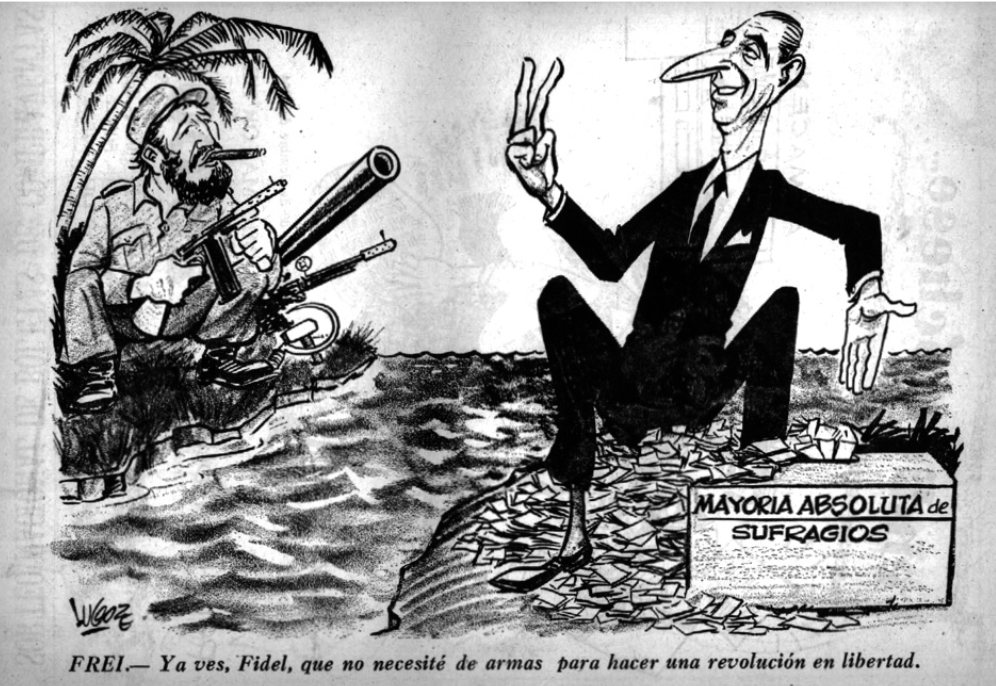 MAYORIA ABSOLUTA de
SUFRAGIOS
LUGOZE
FREI.— Ya ves, Fidel, que no necesité de armas para hacer una revolución en libertad.